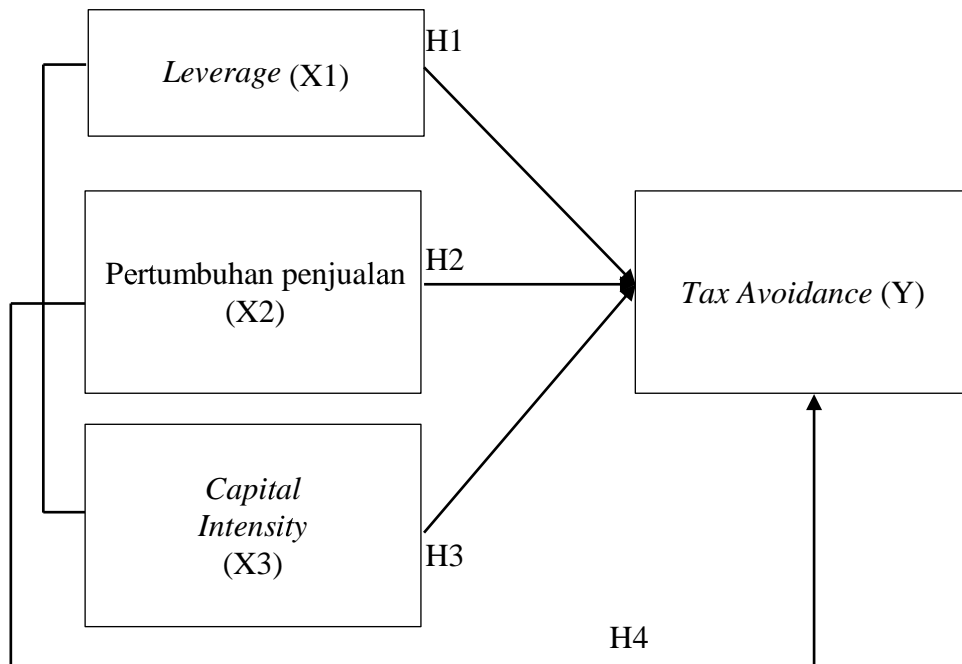 H1
Leverage (X1)
Pertumbuhan penjualan
(X2)
H2
Tax Avoidance (Y)
Capital
Intensity
(X3)
H3
H4